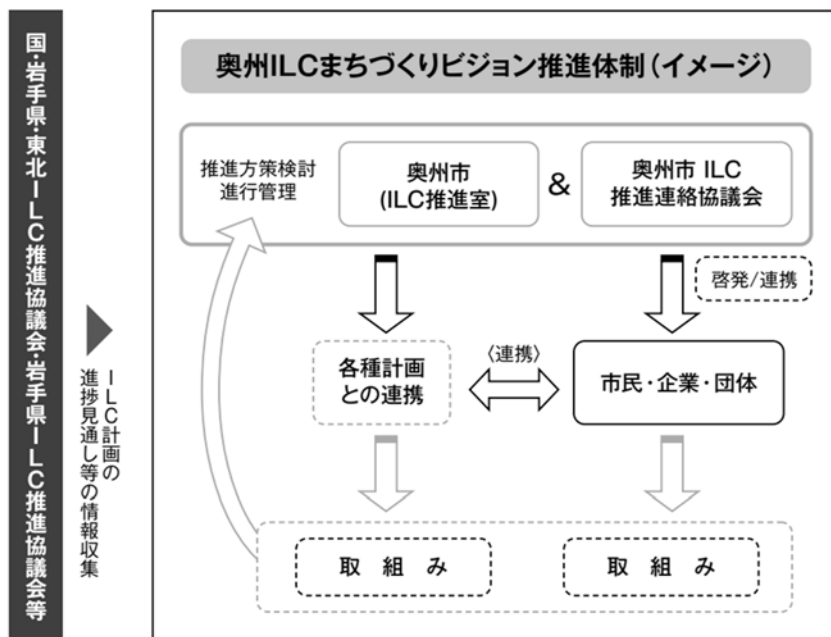 国・岩手県・東北ILC推進協議会・岩手県ILC推進協議会等
ILC計画の
進捗見通し等の情報収集
奥州ILCまちづくりビジョン推進体制（イメージ）
推進方策検討
進行管理
奥州市
(ILC推進室)
&
奥州市 ILC
推進連絡協議会
啓発/連携
各種計画
との連携
〈連携〉
市民・企業・団体
取 組 み
取 組 み